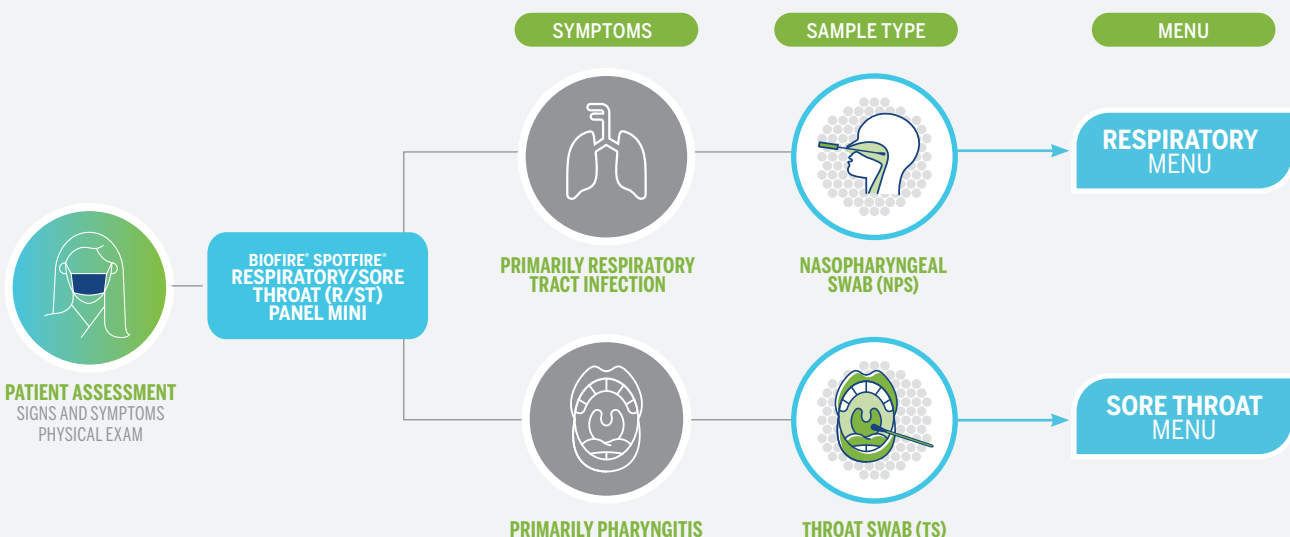 SYMPTOMS
SAMPLE TYPE
MENU
RESPIRATORY
MENU
PRIMARILY RESPIRATORY
TRACT INFECTION
NASOPHARYNGEAL
SWAB (NPS)
BIOFIRE® SPOTFIRE®
RESPIRATORY/SORE
THROAT (R/ST)
PANEL MINI
PATIENT ASSESSMENT
SIGNS AND SYMPTOMS
PHYSICAL EXAM
SORE THROAT
MENU
PRIMARILY PHARYNGITIS
THROAT SWAB (TS)